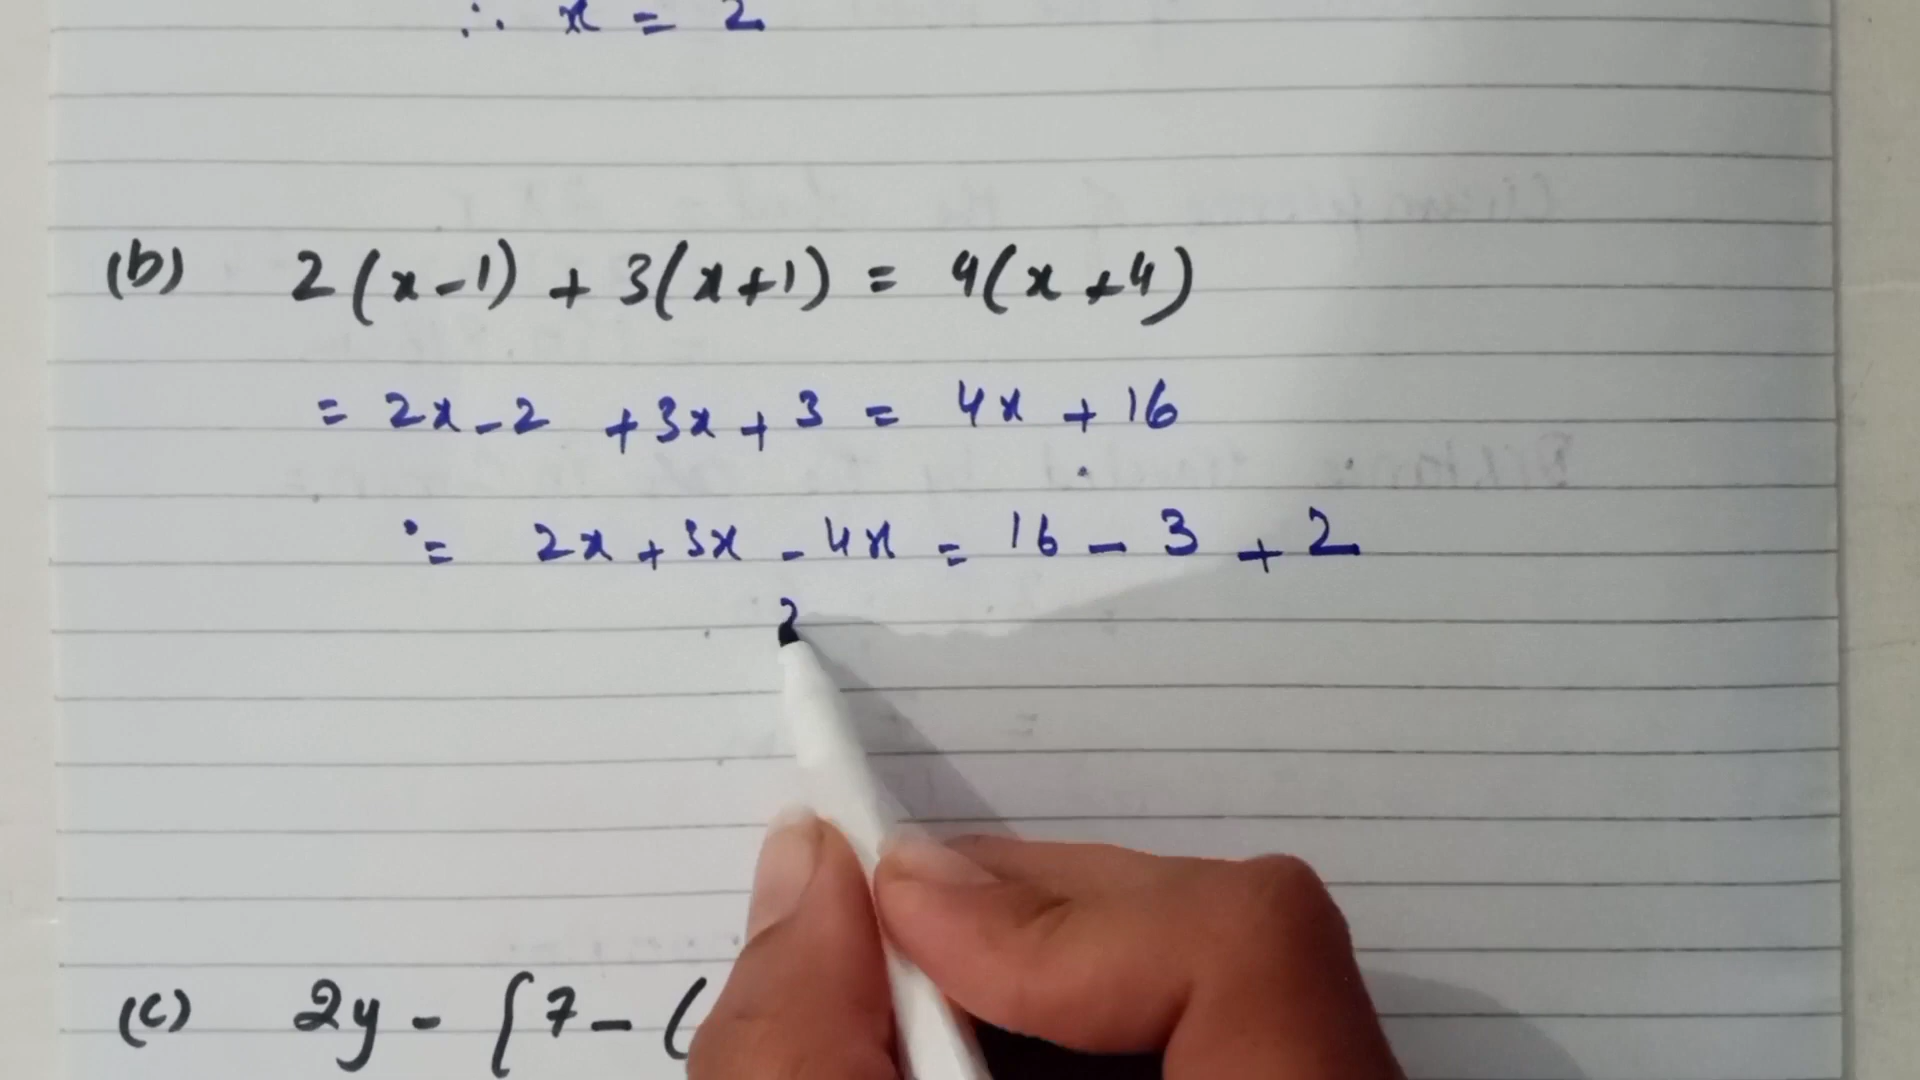 ∴ x = 2
(b) 2(x-1) + 3(x+1) = 4(x+4)
= 2x-2 +3x+3 = 4x + 16
= 2x+3x-4x = 16-3+2
2
(c) 2y-{7-(